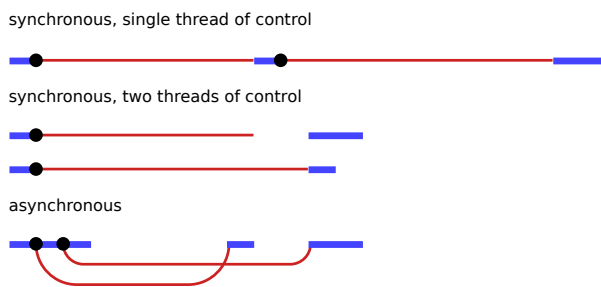 synchronous, single thread of control
synchronous, two threads of control
asynchronous